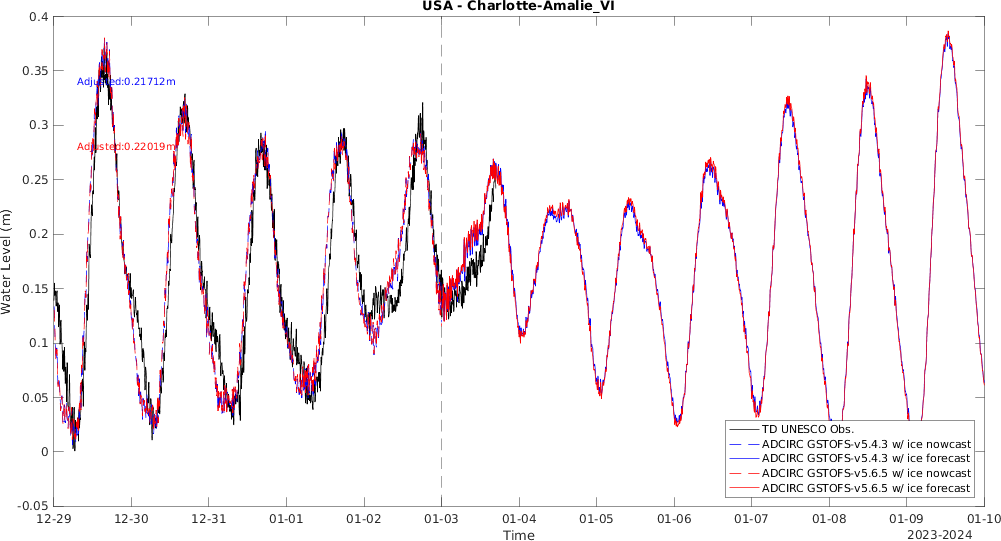 USA - Charlotte-Amalie_VI
Water Level (m)
0.4
0.35
0.3
0.25
0.2
0.15
0.1
0.05
0
-0.05
Adjusted:0.21712m
Adjusted:0.22019m
TD UNESCO Obs.
ADCIRC GSTOFS-v5.4.3 w/ ice nowcast
ADCIRC GSTOFS-v5.4.3 w/ ice forecast
ADCIRC GSTOFS-v5.6.5 w/ ice nowcast
ADCIRC GSTOFS-v5.6.5 w/ ice forecast
12-29 12-30 12-31 01-01 01-02 01-03 01-04 01-05 01-06 01-07 01-08 01-09 01-10
Time
2023-2024